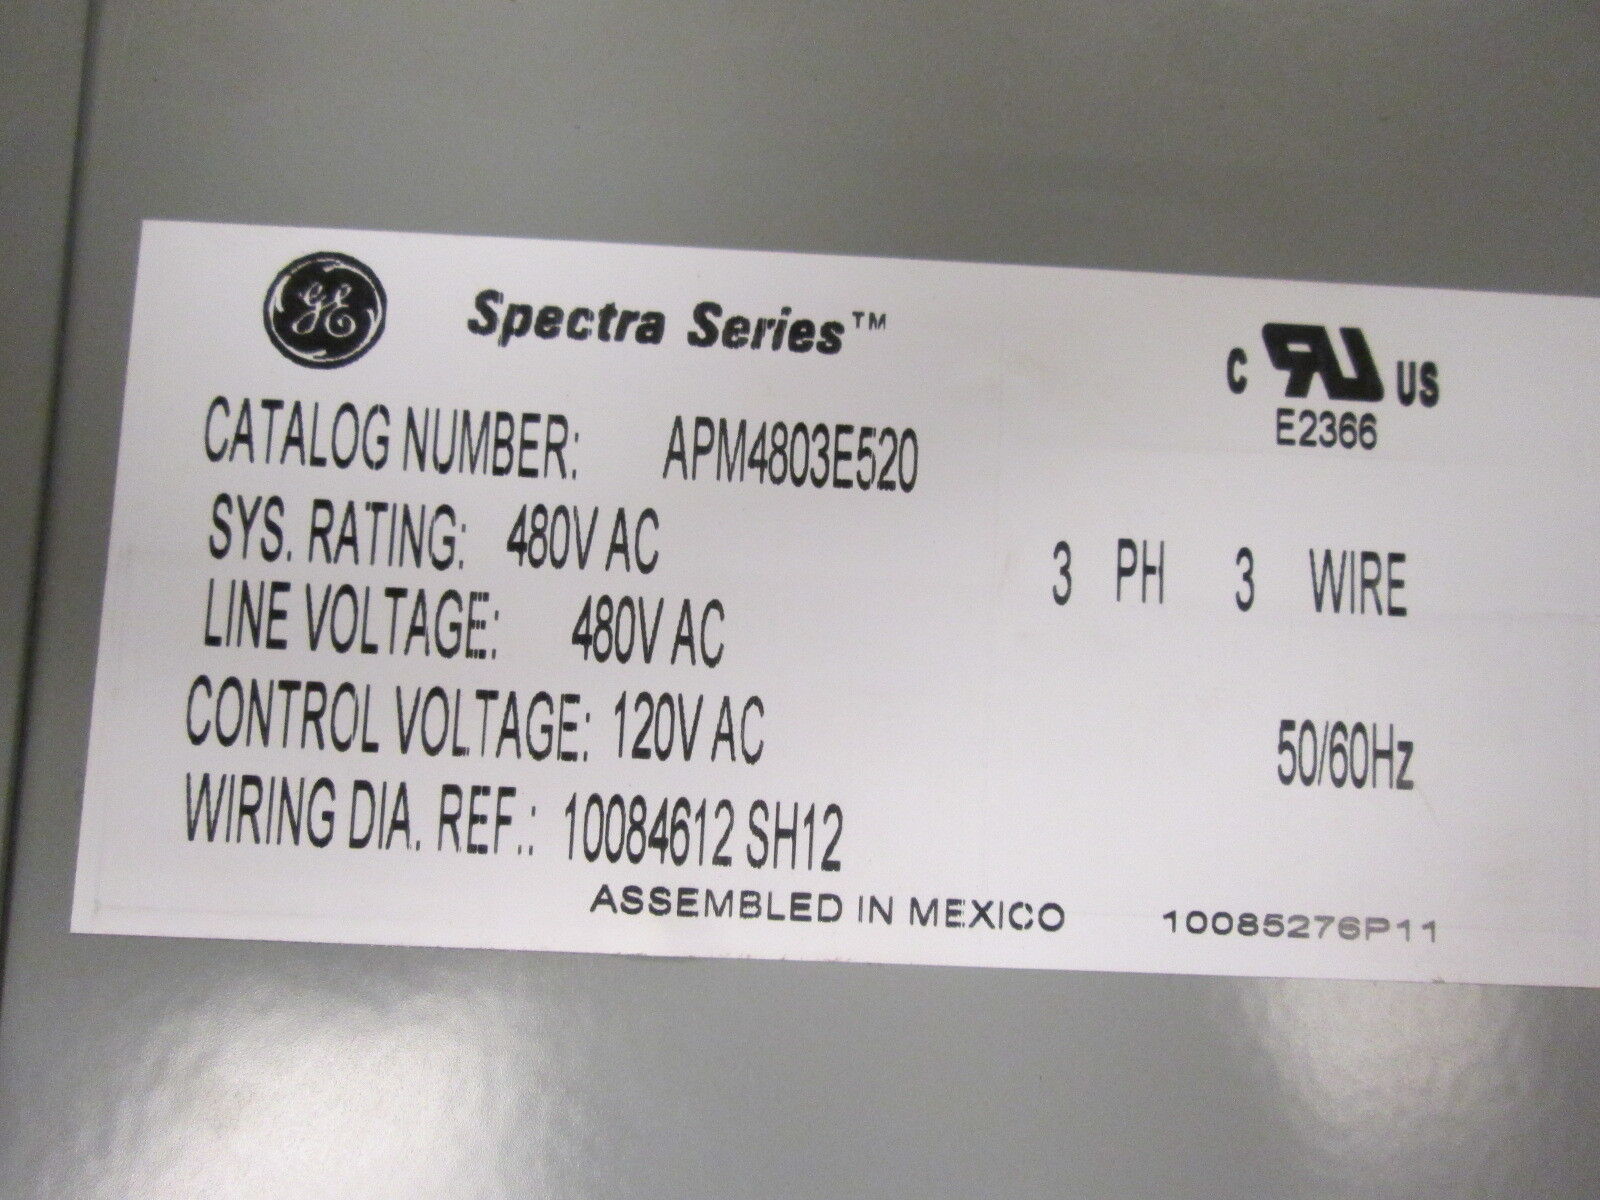 GE Spectra Series™
C UR US
E2366
CATALOG NUMBER: APM4803E520
SYS. RATING: 480V AC 3 PH 3 WIRE
LINE VOLTAGE: 480V AC
CONTROL VOLTAGE: 120V AC 50/60Hz
WIRING DIA. REF.: 10084612 SH12
ASSEMBLED IN MEXICO 10085276P11